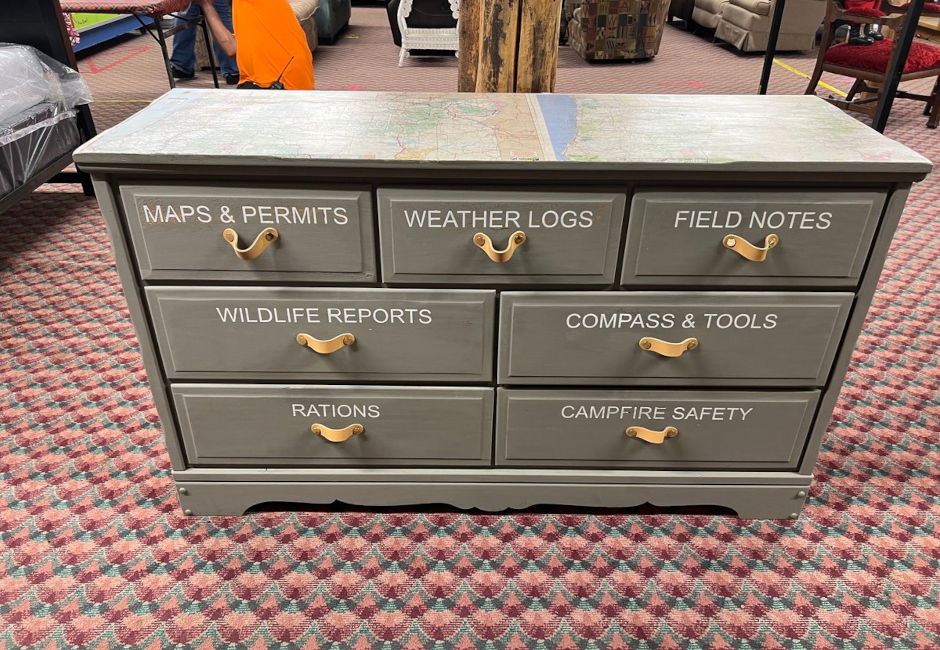 MAPS & PERMITS
WEATHER LOGS
FIELD NOTES
WILDLIFE REPORTS
COMPASS & TOOLS
RATIONS
CAMPFIRE SAFETY